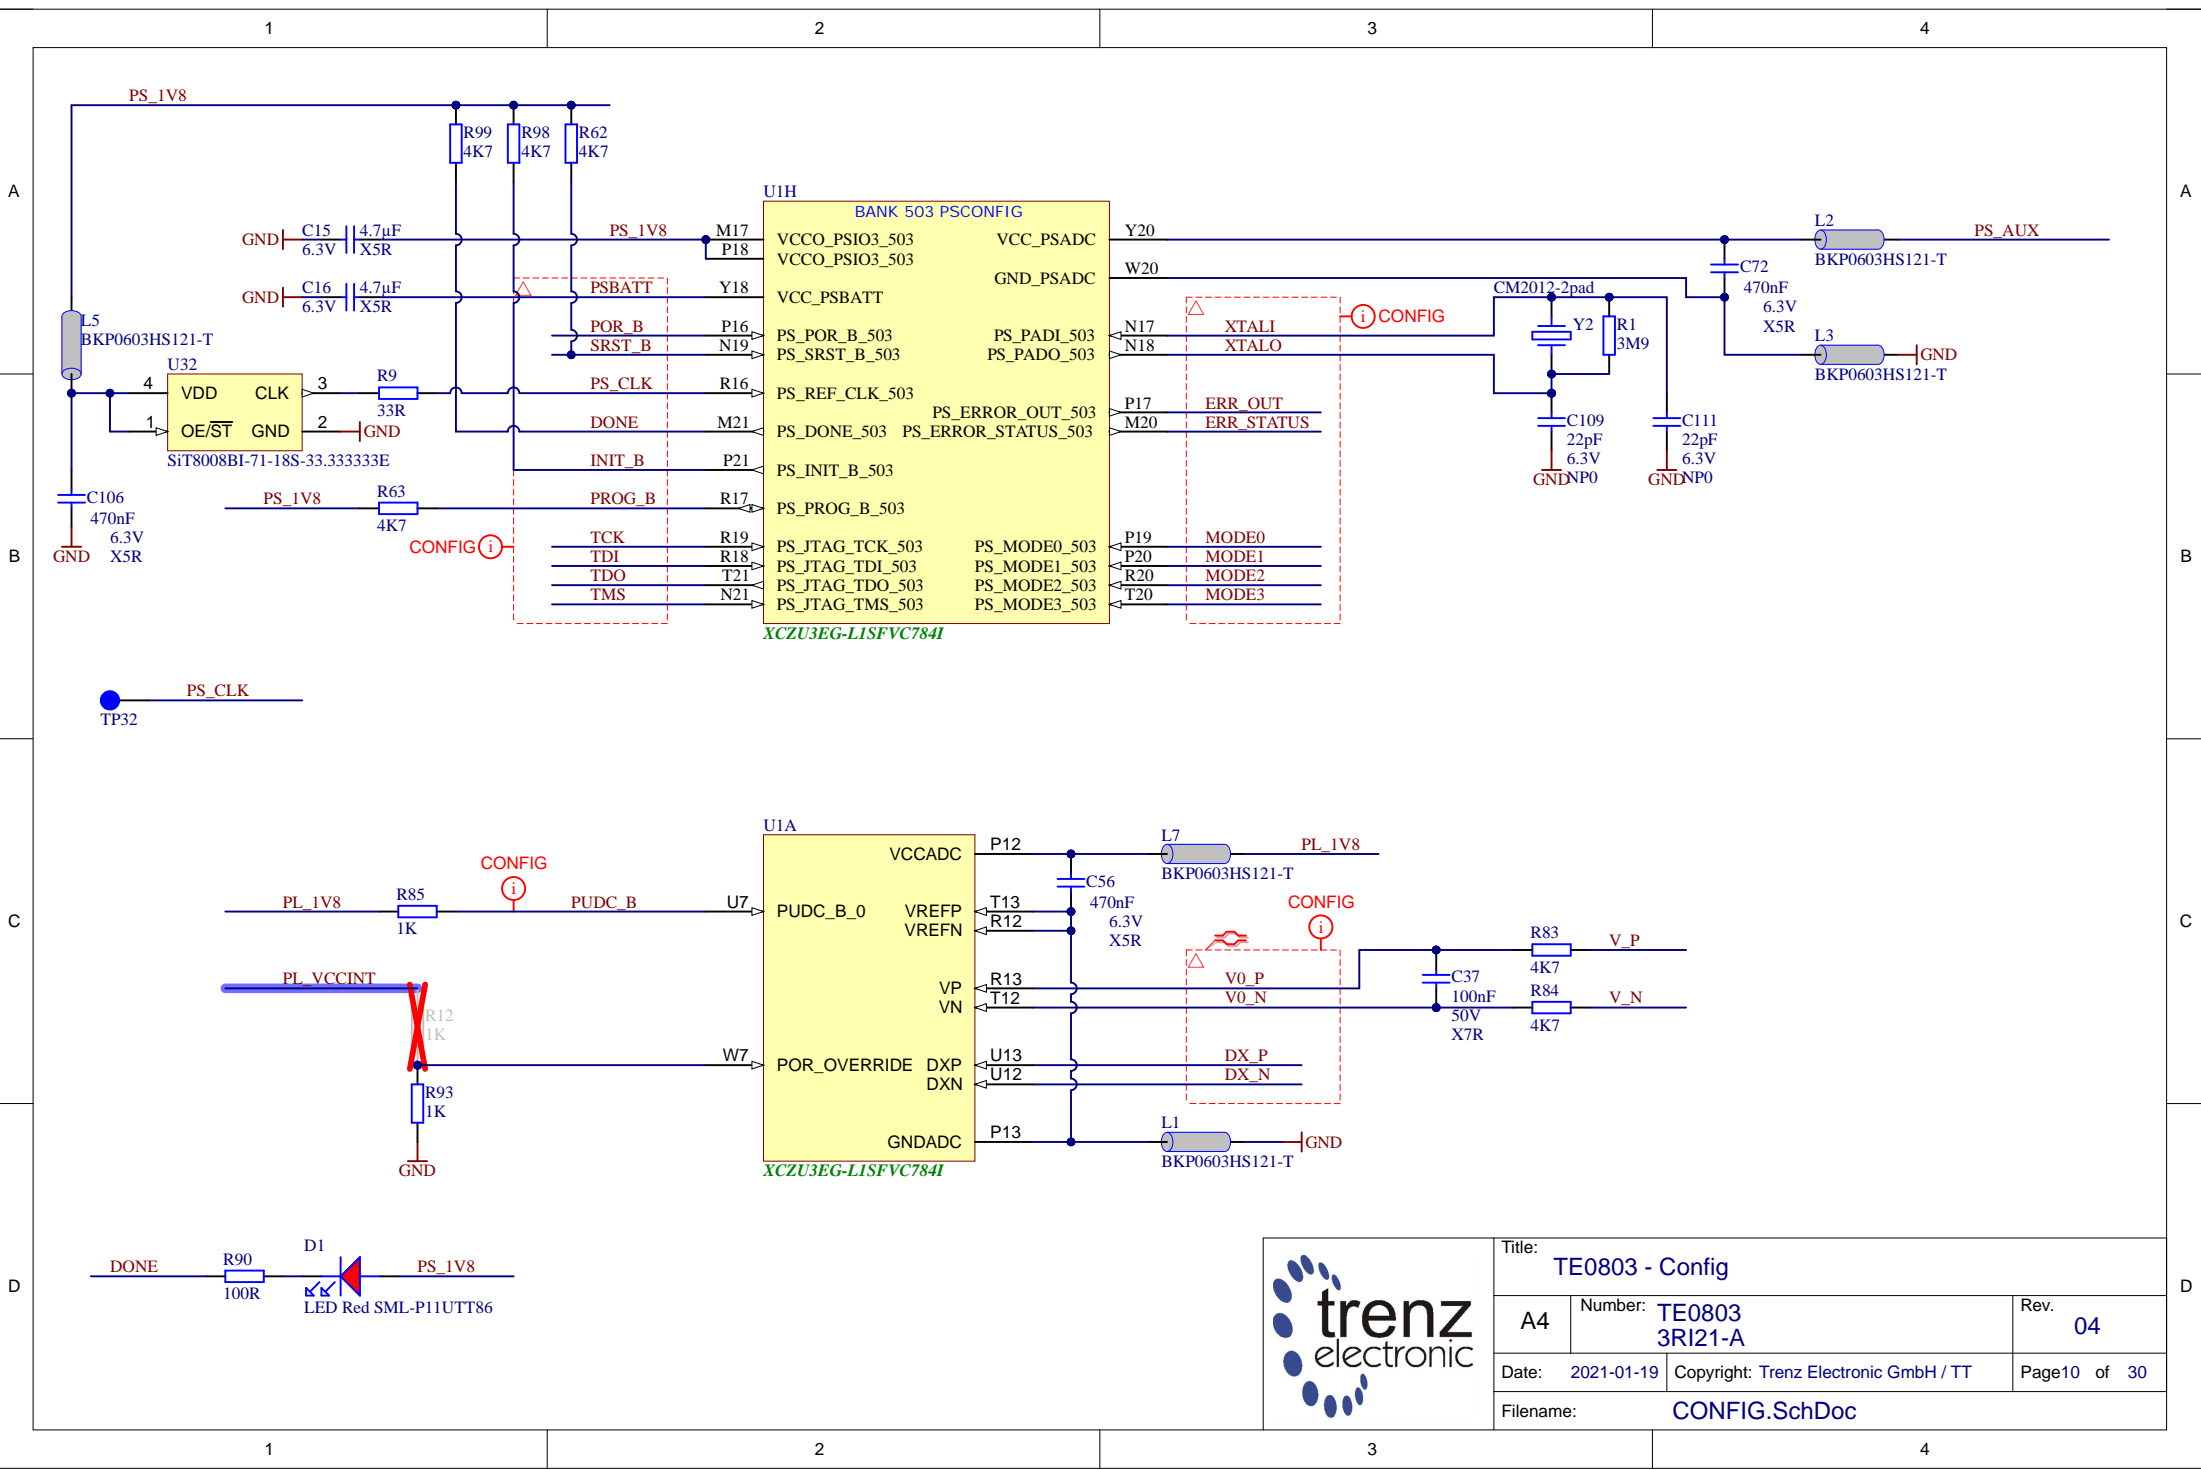 1 2 3 4
A
B
C
D
A
B
C
D
PS_1V8
R99
4K7
R98
4K7
R62
4K7
GND
C15
6.3V
4.7µF
X5R
PS_1V8
M17
P18
GND
C16
6.3V
4.7µF
X5R
PSBATT
Y18
POR_B
P16
SRST_B
N19
L5
BKP0603HS121-T
U32
4
VDD
CLK
3
1
OE/ST
GND
2
GND
SiT8008BI-71-18S-33.333333E
R9
33R
PS_CLK
R16
DONE
M21
INIT_B
P21
C106
470nF
6.3V
X5R
GND
PS_1V8
R63
4K7
PROG_B
R17
CONFIG
i
TCK
R19
TDI
R18
TDO
T21
TMS
N21
U1H
BANK 503 PSCONFIG
VCCO_PSIO3_503
VCCO_PSIO3_503
VCC_PSBATT
PS_POR_B_503
PS_SRST_B_503
PS_REF_CLK_503
PS_DONE_503
PS_INIT_B_503
PS_PROG_B_503
PS_JTAG_TCK_503
PS_JTAG_TDI_503
PS_JTAG_TDO_503
PS_JTAG_TMS_503
VCC_PSADC
GND_PSADC
PS_PADI_503
PS_PADO_503
PS_ERROR_OUT_503
PS_ERROR_STATUS_503
PS_MODE0_503
PS_MODE1_503
PS_MODE2_503
PS_MODE3_503
XCZU3EG-L1SFVC784I
Y20
W20
N17
XTALI
N18
XTALO
i
CONFIG
P17
ERR_OUT
M20
ERR_STATUS
P19
MODE0
P20
MODE1
R20
MODE2
T20
MODE3
CM2012-2pad
Y2
R1
3M9
C109
22pF
6.3V
NP0
GND
C111
22pF
6.3V
NP0
GND
L2
BKP0603HS121-T
PS_AUX
C72
470nF
6.3V
X5R
L3
BKP0603HS121-T
GND
TP32
PS_CLK
PL_1V8
R85
1K
CONFIG
i
PUDC_B
U7
PL_VCCINT
R12
1K
W7
R93
1K
GND
U1A
PUDC_B_0
POR_OVERRIDE
VCCADC
VREFP
VREFN
VP
VN
DXP
DXN
GNDADC
XCZU3EG-L1SFVC784I
P12
T13
R12
R13
T12
U13
U12
P13
C56
470nF
6.3V
X5R
L7
BKP0603HS121-T
PL_1V8
CONFIG
i
V0_P
V0_N
DX_P
DX_N
C37
100nF
50V
X7R
R83
4K7
V_P
R84
4K7
V_N
L1
BKP0603HS121-T
GND
DONE
R90
100R
D1
PS_1V8
LED Red SML-P11UTT86
trenz
electronic
Title:
TE0803 - Config
A4
Number: TE0803
3RI21-A
Rev.
04
Date: 2021-01-19 Copyright: Trenz Electronic GmbH / TT Page10 of 30
Filename: CONFIG.SchDoc
1 2 3 4